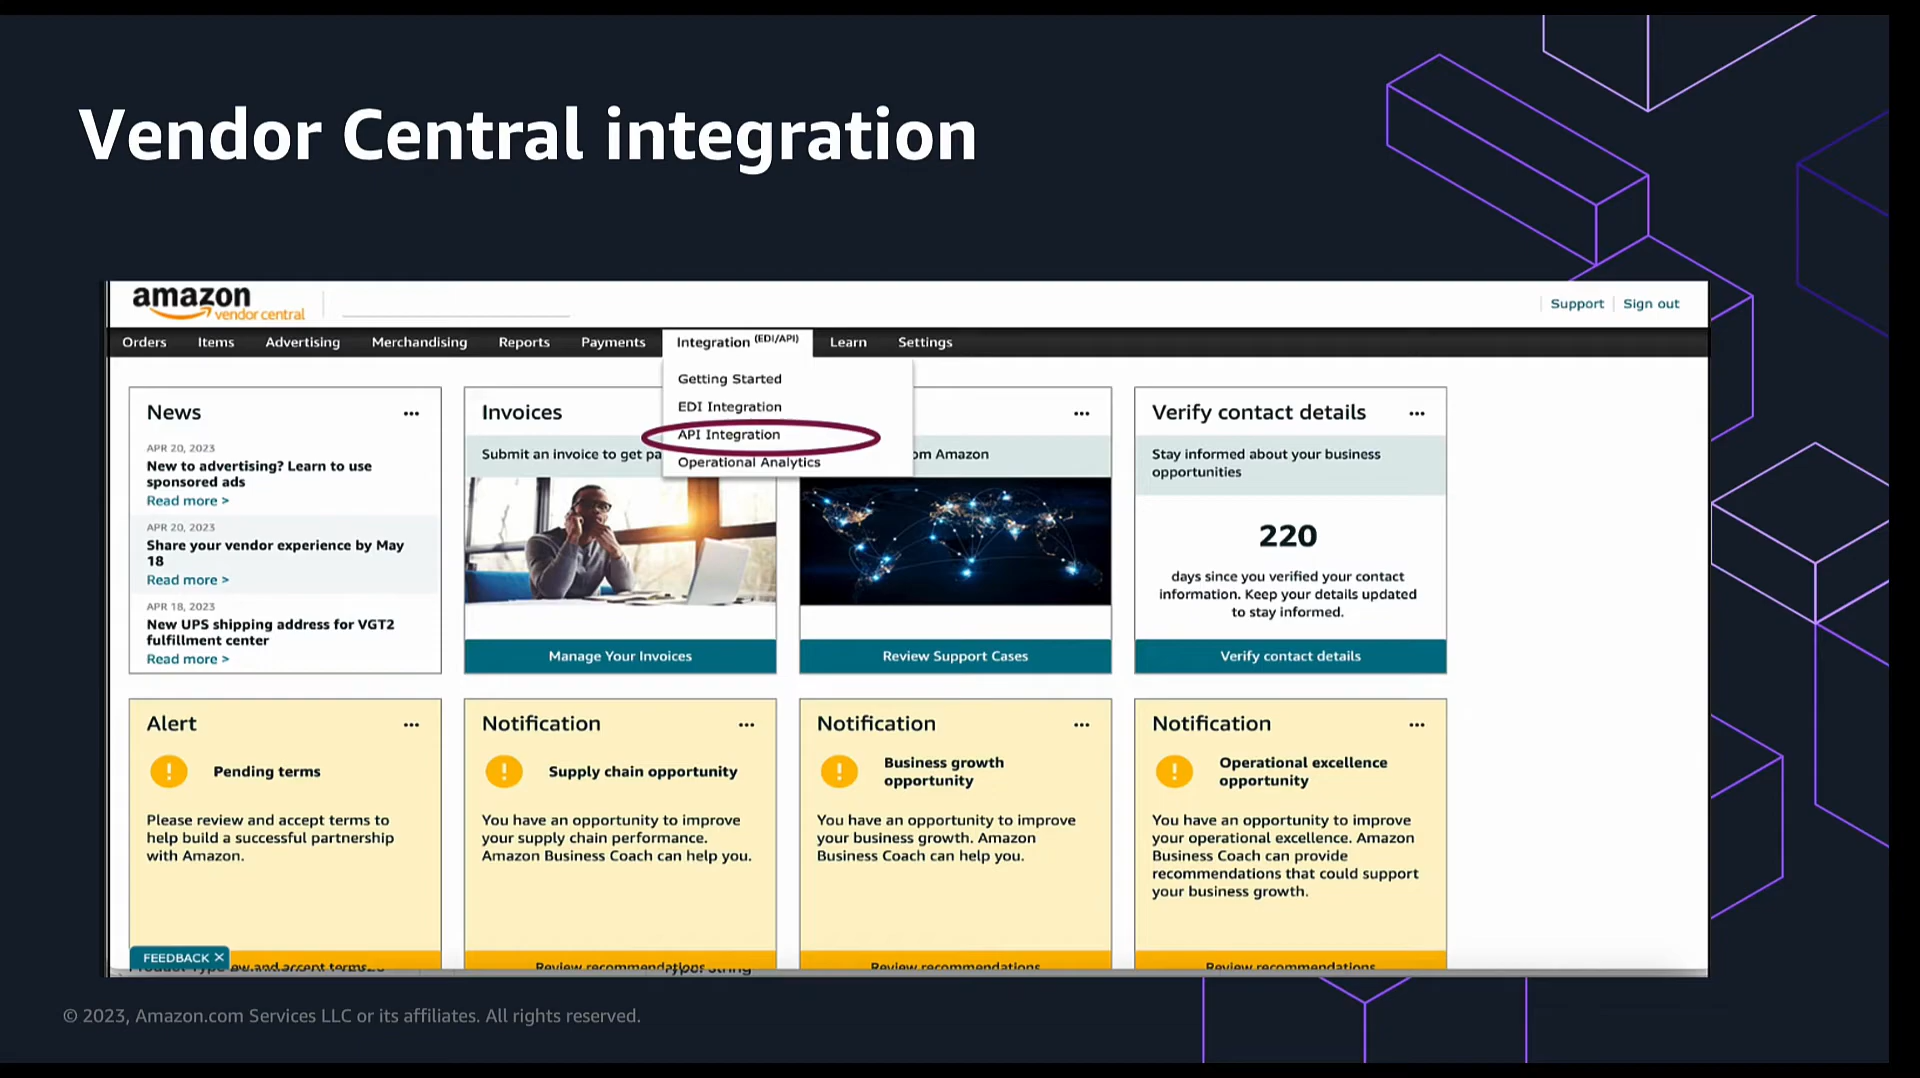 Vendor Central integration
amazon
vendor central
Support
Sign out
Orders
Items
Advertising
Merchandising
Reports
Payments
Integration (EDI/API)
Learn
Settings
Getting Started
EDI Integration
API Integration
Operational Analytics
News
APR 20, 2023
New to advertising? Learn to use
sponsored ads
Read more >
APR 20, 2023
Share your vendor experience by May
18
Read more >
APR 18, 2023
New UPS shipping address for VGT2
fulfillment center
Read more >
Invoices
Submit an invoice to get
Manage Your Invoices
Amazon
Review Support Cases
Verify contact details
Stay informed about your business
opportunities
220
days since you verified your contact
information. Keep your details updated
to stay informed.
Verify contact details
Alert
Pending terms
Please review and accept terms to
help build a successful partnership
with Amazon.
and accept terms
Notification
Supply chain opportunity
You have an opportunity to improve
your supply chain performance.
Amazon Business Coach can help you.
Review recommendations
Notification
Business growth
opportunity
You have an opportunity to improve
your business growth. Amazon
Business Coach can help you.
Review recommendations
Notification
Operational excellence
opportunity
You have an opportunity to improve
your operational excellence. Amazon
Business Coach can provide
recommendations that could support
your business growth.
Review recommendations
FEEDBACK
© 2023, Amazon.com Services LLC or its affiliates. All rights reserved.